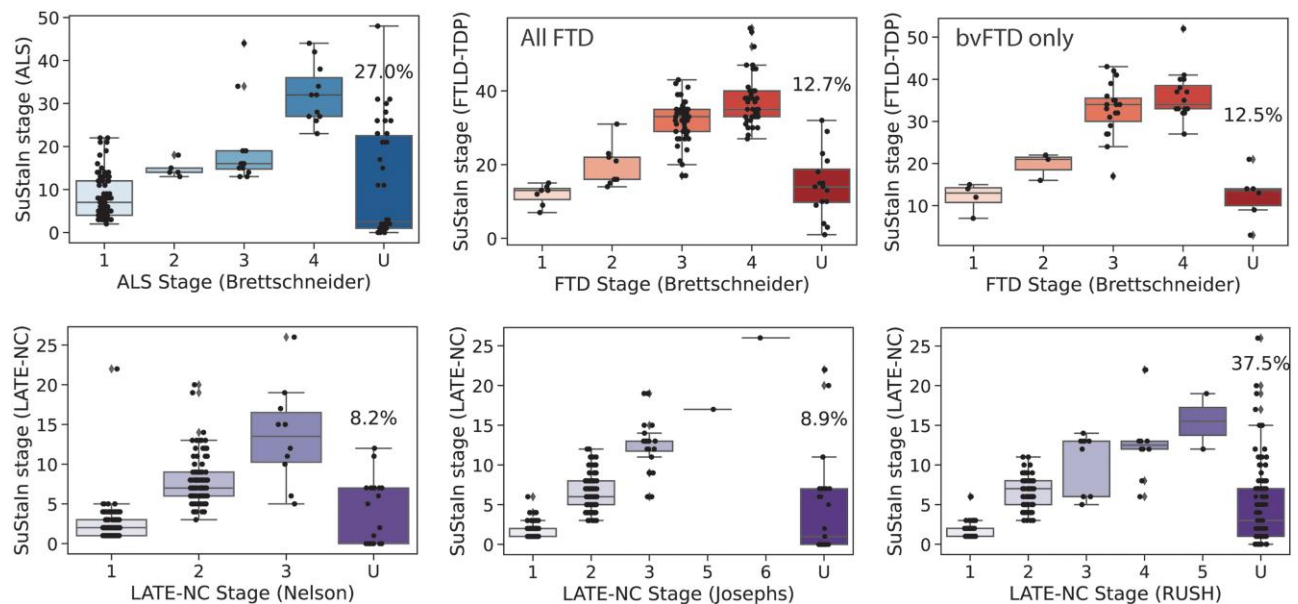 SuStaIn stage (ALS)
50
40
30
20
10
0
27.0%
1 2 3 4 U
ALS Stage (Brettschneider)
SuStaIn stage (FTLD-TDP)
40
20
0
All FTD
12.7%
1 2 3 4 U
FTD Stage (Brettschneider)
SuStaIn stage (FTLD-TDP)
50
40
30
20
10
bvFTD only
12.5%
1 2 3 4 U
FTD Stage (Brettschneider)
SuStaIn stage (LATE-NC)
25
20
15
10
5
0
8.2%
1 2 3 U
LATE-NC Stage (Nelson)
SuStaIn stage (LATE-NC)
25
20
15
10
5
0
8.9%
1 2 3 5 6 U
LATE-NC Stage (Josephs)
SuStaIn stage (LATE-NC)
25
20
15
10
5
0
37.5%
1 2 3 4 5 U
LATE-NC Stage (RUSH)